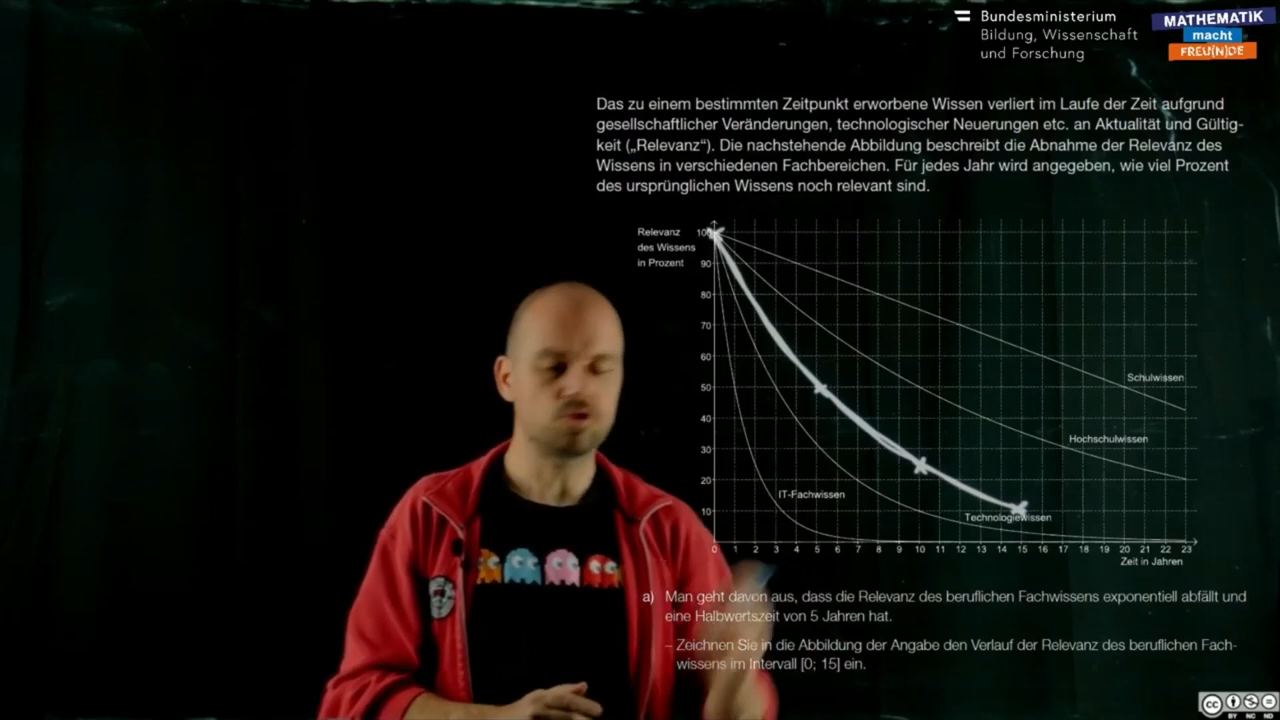 Bundesministerium
Bildung, Wissenschaft
und Forschung
MATHEMATIK
macht
FREU(N)DE
Das zu einem bestimmten Zeitpunkt erworbene Wissen verliert im Laufe der Zeit aufgrund
gesellschaftlicher Veränderungen, technologischer Neuerungen etc. an Aktualität und Gültig-
keit („Relevanz“). Die nachstehende Abbildung beschreibt die Abnahme der Relevanz des
Wissens in verschiedenen Fachbereichen. Für jedes Jahr wird angegeben, wie viel Prozent
des ursprünglichen Wissens noch relevant sind.
Relevanz
des Wissens
in Prozent
100
90
80
70
60
50
40
30
20
10
Schulwissen
Hochschulwissen
IT-Fachwissen
Technologiewissen
0 1 2 3 4 5 6 7 8 9 10 11 12 13 14 15 16 17 18 19 20 21 22 23
Zeit in Jahren
a) Man geht davon aus, dass die Relevanz des beruflichen Fachwissens exponentiell abfällt und
eine Halbwertszeit von 5 Jahren hat.
– Zeichnen Sie in die Abbildung der Angabe den Verlauf der Relevanz des beruflichen Fach-
wissens im Intervall [0; 15] ein.
cc
BY NC ND